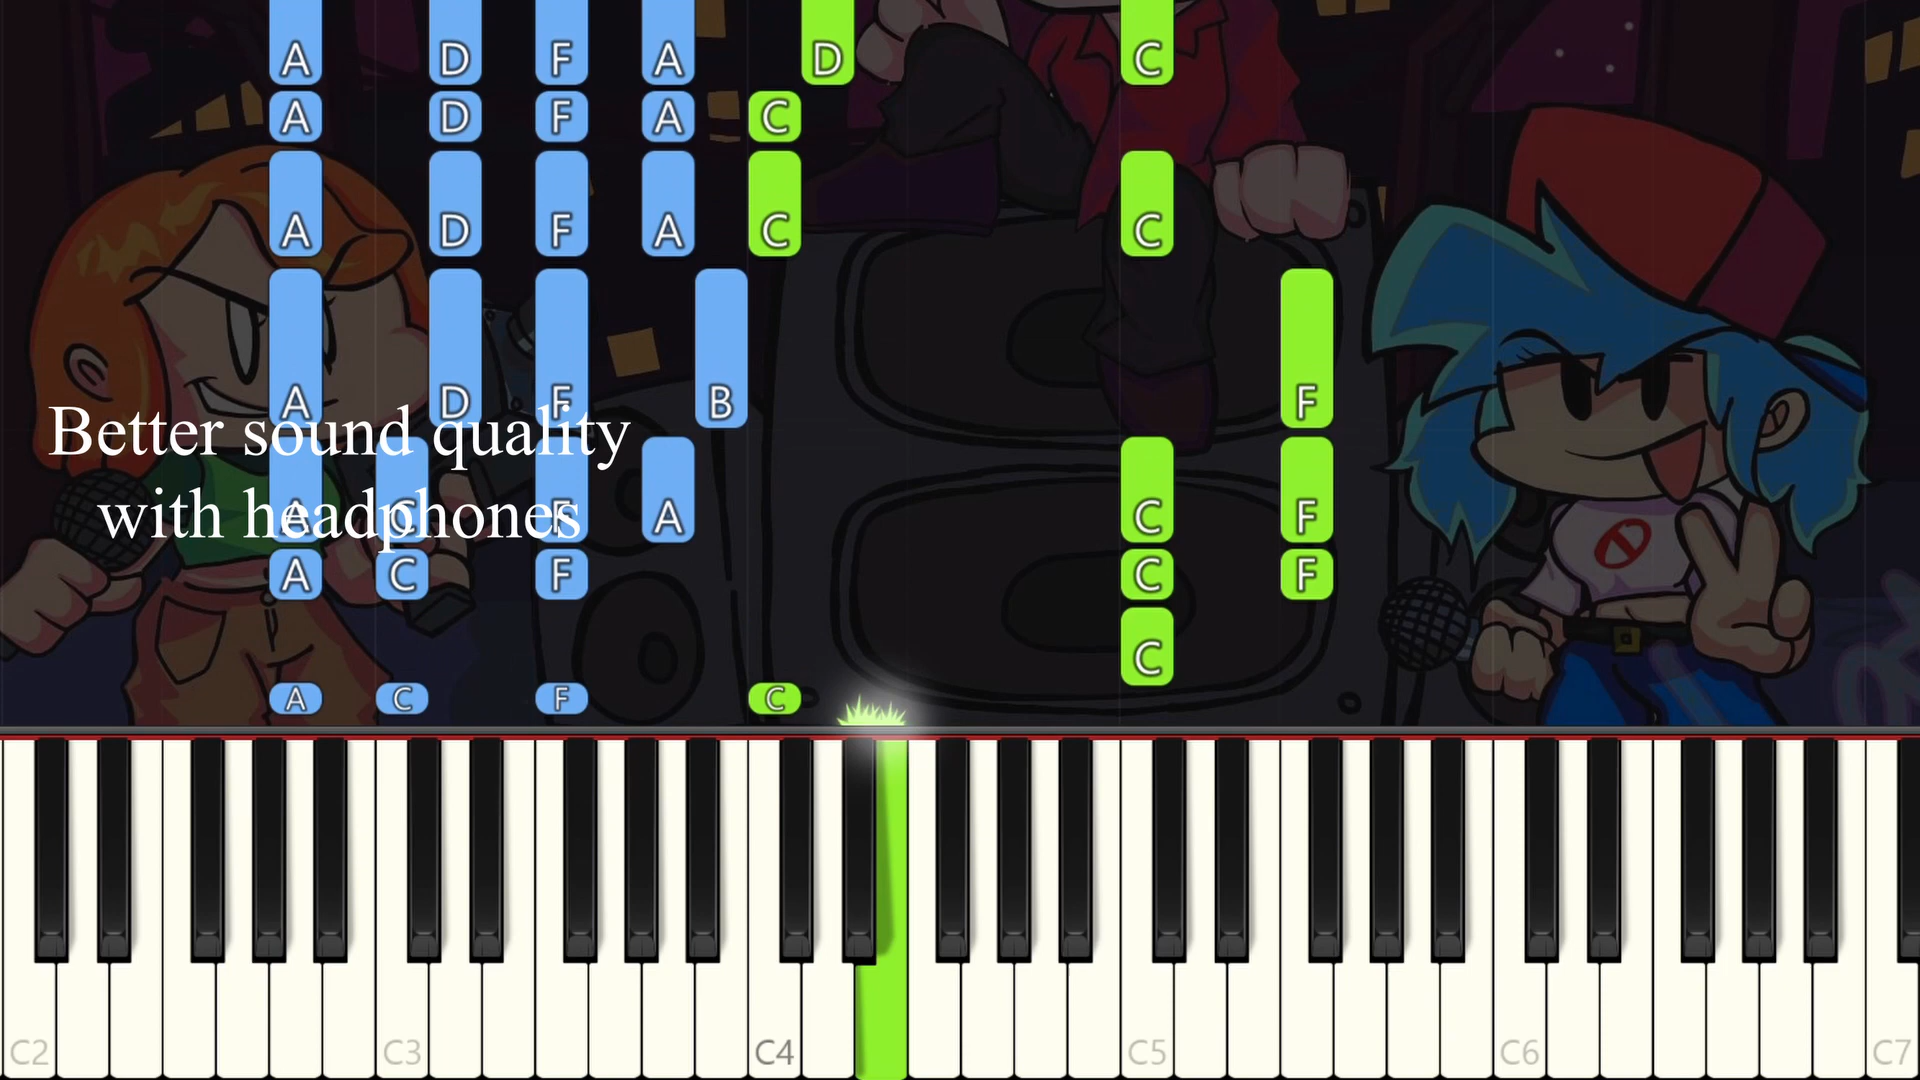 A D F A D C
A D F A C
A D F A C C
A D F B F
Better sound quality
with headphones
A C F A C F
A C F C F
C
A C F C
C2 C3 C4 C5 C6 C7